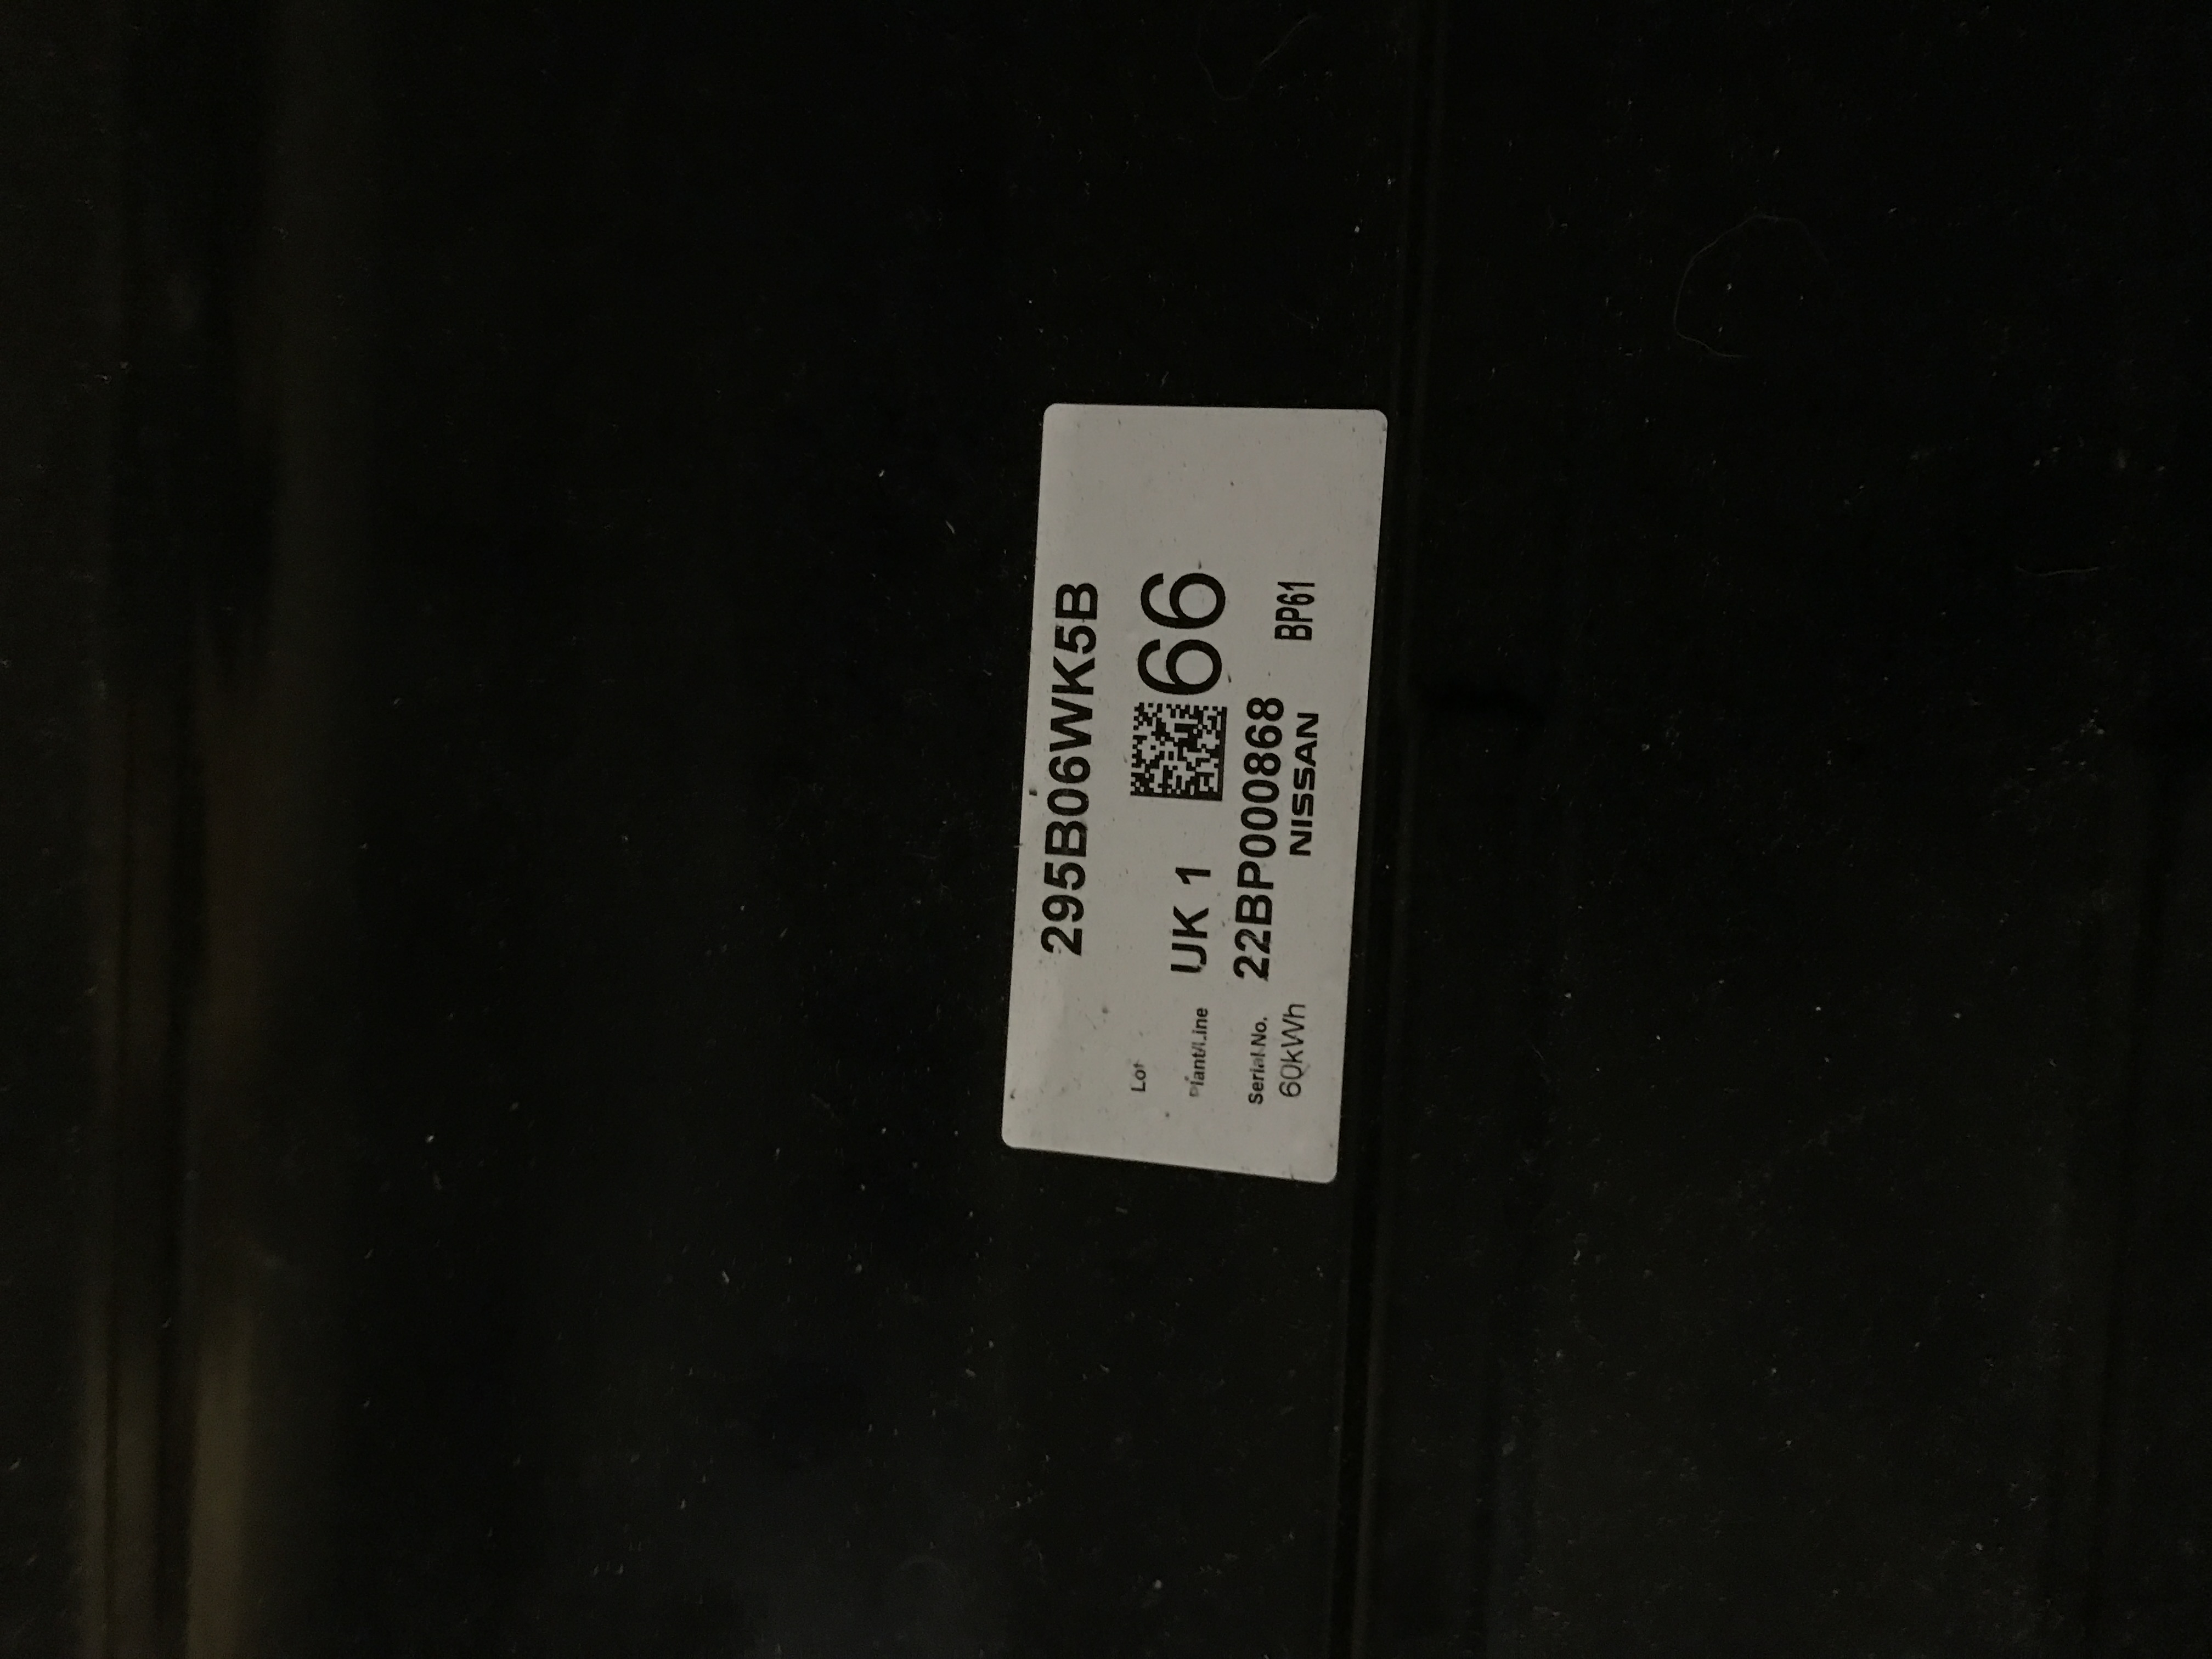 295B06WK5B
Lot
Plant/Line UK 1 66
Serial No. 22BP000868
60kWh NISSAN BP61